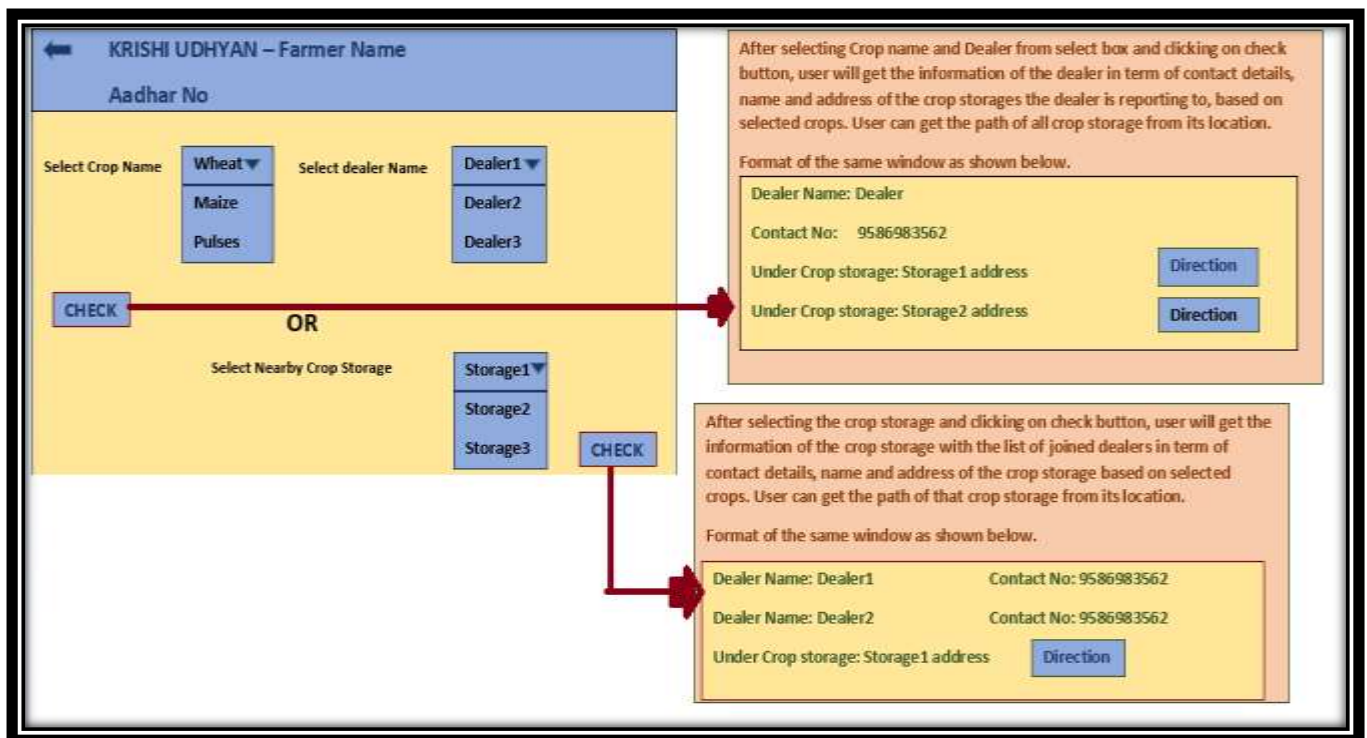 KRISHI UDHYAN – Farmer Name
Aadhar No
Select Crop Name
Wheat
Maize
Pulses
Select dealer Name
Dealer1
Dealer2
Dealer3
CHECK
OR
Select Nearby Crop Storage
Storage1
Storage2
Storage3
CHECK
After selecting Crop name and Dealer from select box and clicking on check
button, user will get the information of the dealer in term of contact details,
name and address of the crop storages the dealer is reporting to, based on
selected crops. User can get the path of all crop storage from its location.
Format of the same window as shown below.
Dealer Name: Dealer
Contact No: 9586983562
Under Crop storage: Storage1 address
Direction
Under Crop storage: Storage2 address
Direction
After selecting the crop storage and clicking on check button, user will get the
information of the crop storage with the list of joined dealers in term of
contact details, name and address of the crop storage based on selected
crops. User can get the path of that crop storage from its location.
Format of the same window as shown below.
Dealer Name: Dealer1 Contact No: 9586983562
Dealer Name: Dealer2 Contact No: 9586983562
Under Crop storage: Storage1 address Direction